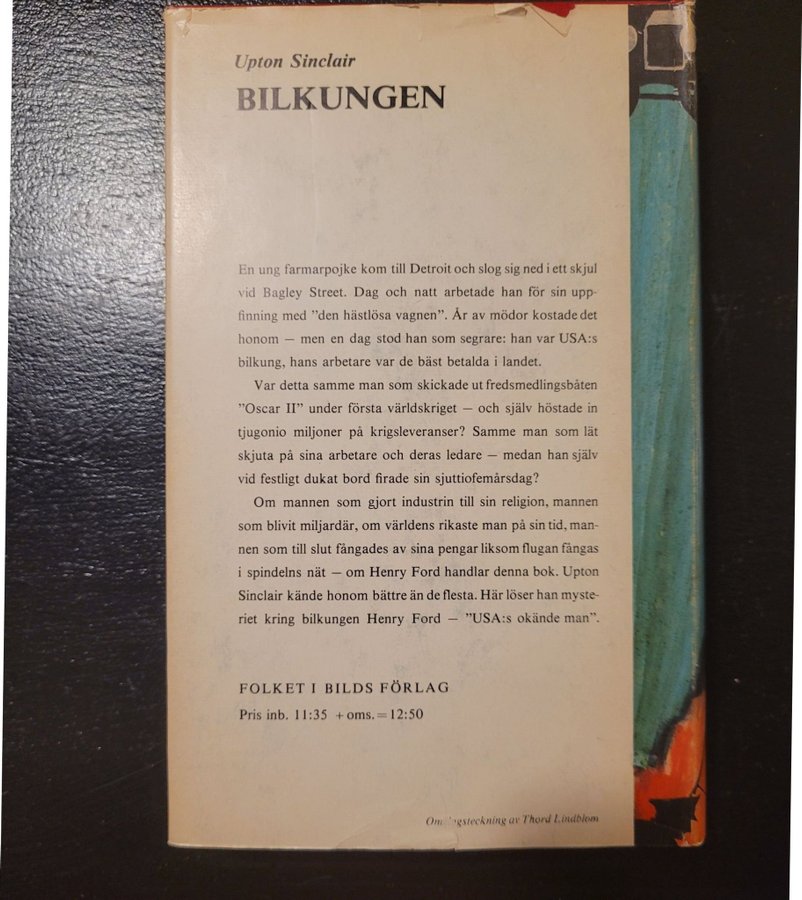 Upton Sinclair
BILKUNGEN
En ung farmarpojke kom till Detroit och slog sig ned i ett skjul
vid Bagley Street. Dag och natt arbetade han för sin upp-
finning med ”den hästlösa vagnen”. År av mödor kostade det
honom – men en dag stod han som segrare: han var USA:s
bilkung, hans arbetare var de bäst betalda i landet.
Var detta samme man som skickade ut fredsmedlingsbåten
”Oscar II” under första världskriget – och själv höstade in
tjugonio miljoner på krigsleveranser? Samme man som lät
skjuta på sina arbetare och deras ledare – medan han själv
vid festligt dukat bord firade sin sjuttiofemårsdag?
Om mannen som gjort industrin till sin religion, mannen
som blivit miljardär, om världens rikaste man på sin tid, man-
nen som till slut fångades av sina pengar liksom flugan fångas
i spindelns nät – om Henry Ford handlar denna bok. Upton
Sinclair kände honom bättre än de flesta. Här löser han myste-
riet kring bilkungen Henry Ford – ”USA:s okände man”.
FOLKET I BILDS FÖRLAG
Pris inb. 11:35 + oms. = 12:50
av Thord Lindblom